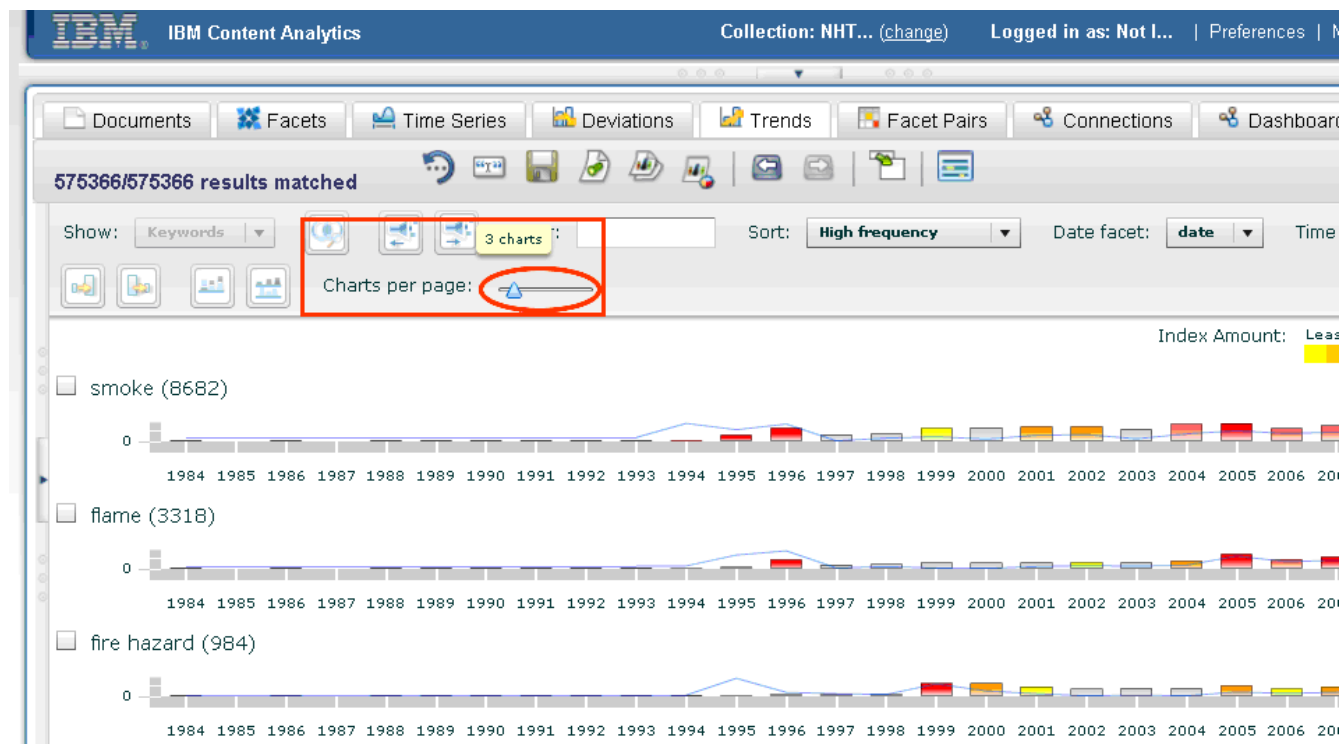 IBM IBM Content Analytics Collection: NHT... (change) Logged in as: Not I... | Preferences |
Documents Facets Time Series Deviations Trends Facet Pairs Connections Dashboard
575366/575366 results matched
Show: Keywords 3 charts Sort: High frequency Date facet: date Time
Charts per page:
Index Amount: Leas
smoke (8682)
0
1984 1985 1986 1987 1988 1989 1990 1991 1992 1993 1994 1995 1996 1997 1998 1999 2000 2001 2002 2003 2004 2005 2006 20
flame (3318)
0
1984 1985 1986 1987 1988 1989 1990 1991 1992 1993 1994 1995 1996 1997 1998 1999 2000 2001 2002 2003 2004 2005 2006 20
fire hazard (984)
0
1984 1985 1986 1987 1988 1989 1990 1991 1992 1993 1994 1995 1996 1997 1998 1999 2000 2001 2002 2003 2004 2005 2006 20